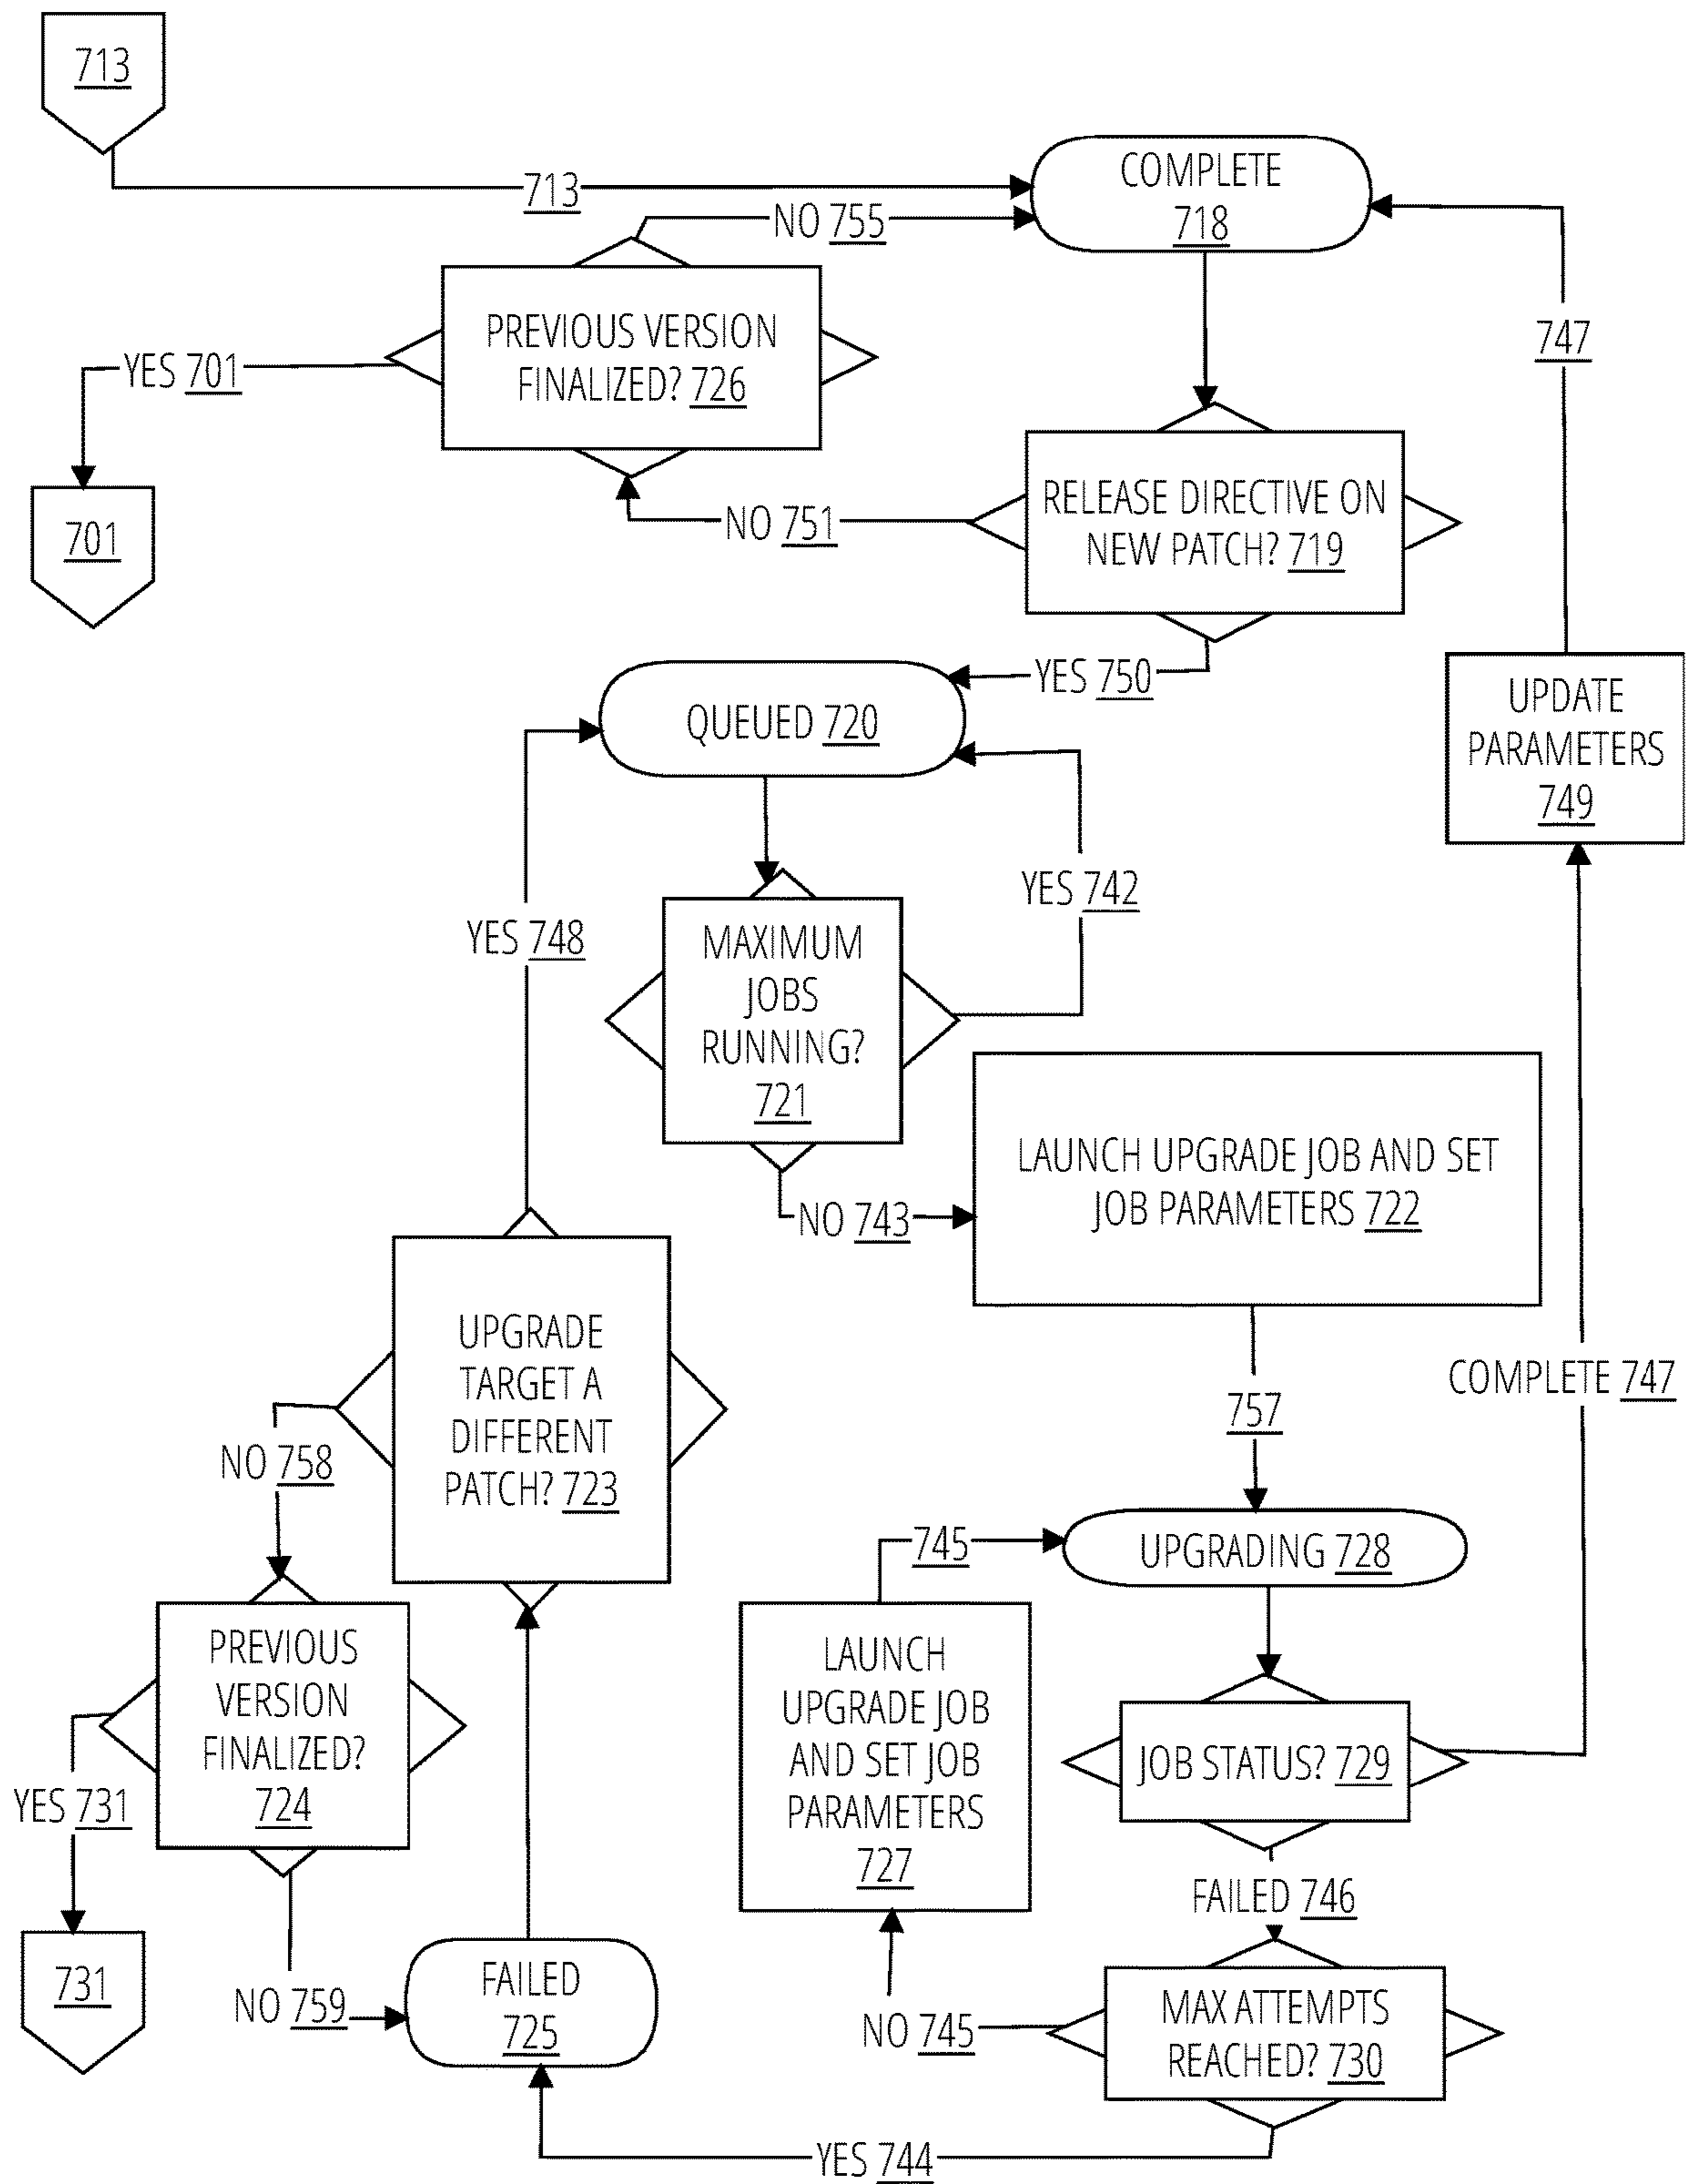 713
COMPLETE
718
713
NO 755
PREVIOUS VERSION
FINALIZED? 726
YES 701
747
701
RELEASE DIRECTIVE ON
NEW PATCH? 719
NO 751
YES 750
QUEUED 720
UPDATE
PARAMETERS
749
YES 742
YES 748
MAXIMUM
JOBS
RUNNING?
721
LAUNCH UPGRADE JOB AND SET
JOB PARAMETERS 722
NO 743
UPGRADE
TARGET A
DIFFERENT
PATCH? 723
COMPLETE 747
757
NO 758
745
UPGRADING 728
PREVIOUS
VERSION
FINALIZED?
724
LAUNCH
UPGRADE JOB
AND SET JOB
PARAMETERS
727
JOB STATUS? 729
YES 731
FAILED 746
731
FAILED
725
NO 759
NO 745
MAX ATTEMPTS
REACHED? 730
YES 744